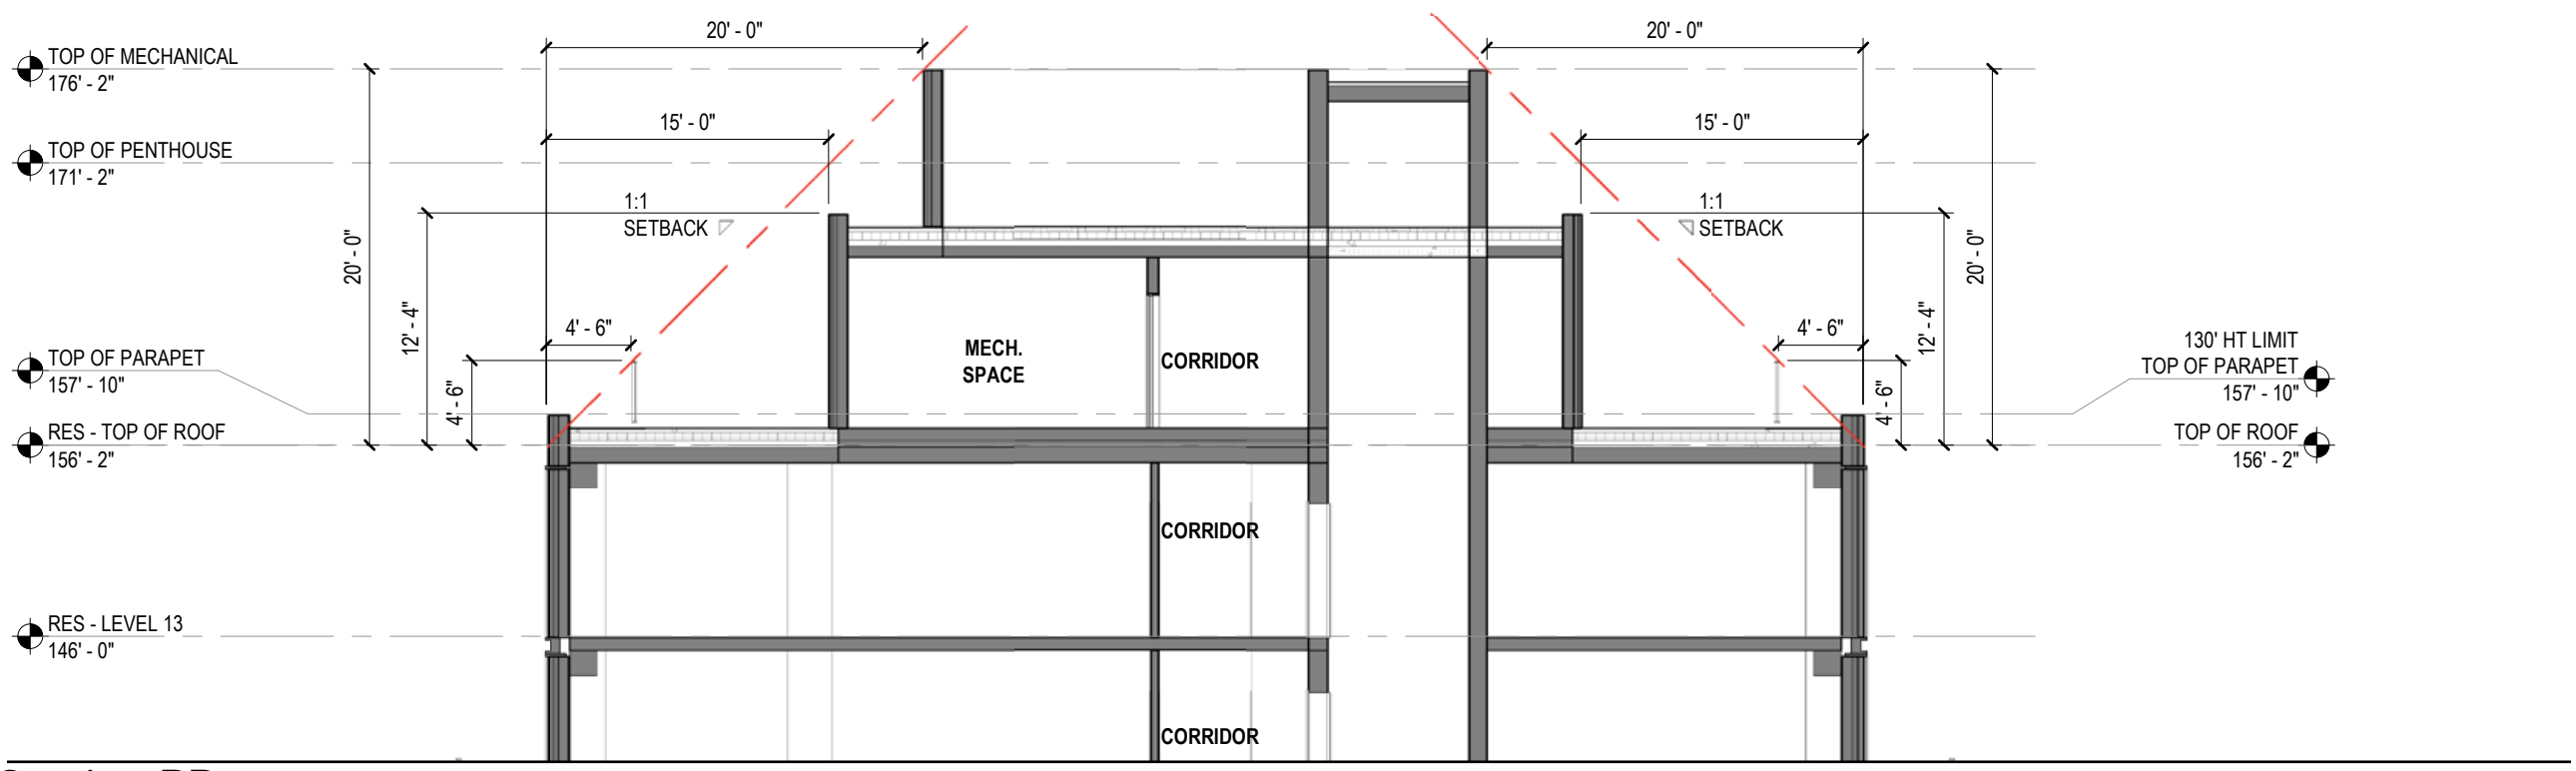 20' - 0"
20' - 0"
TOP OF MECHANICAL
176' - 2"
15' - 0"
15' - 0"
TOP OF PENTHOUSE
171' - 2"
1:1
SETBACK
1:1
SETBACK
20' - 0"
12' - 4"
4' - 6"
4' - 6"
20' - 0"
12' - 4"
4' - 6"
4' - 6"
MECH.
SPACE
CORRIDOR
TOP OF PARAPET
157' - 10"
130' HT LIMIT
TOP OF PARAPET
157' - 10"
RES - TOP OF ROOF
156' - 2"
TOP OF ROOF
156' - 2"
CORRIDOR
RES - LEVEL 13
146' - 0"
CORRIDOR